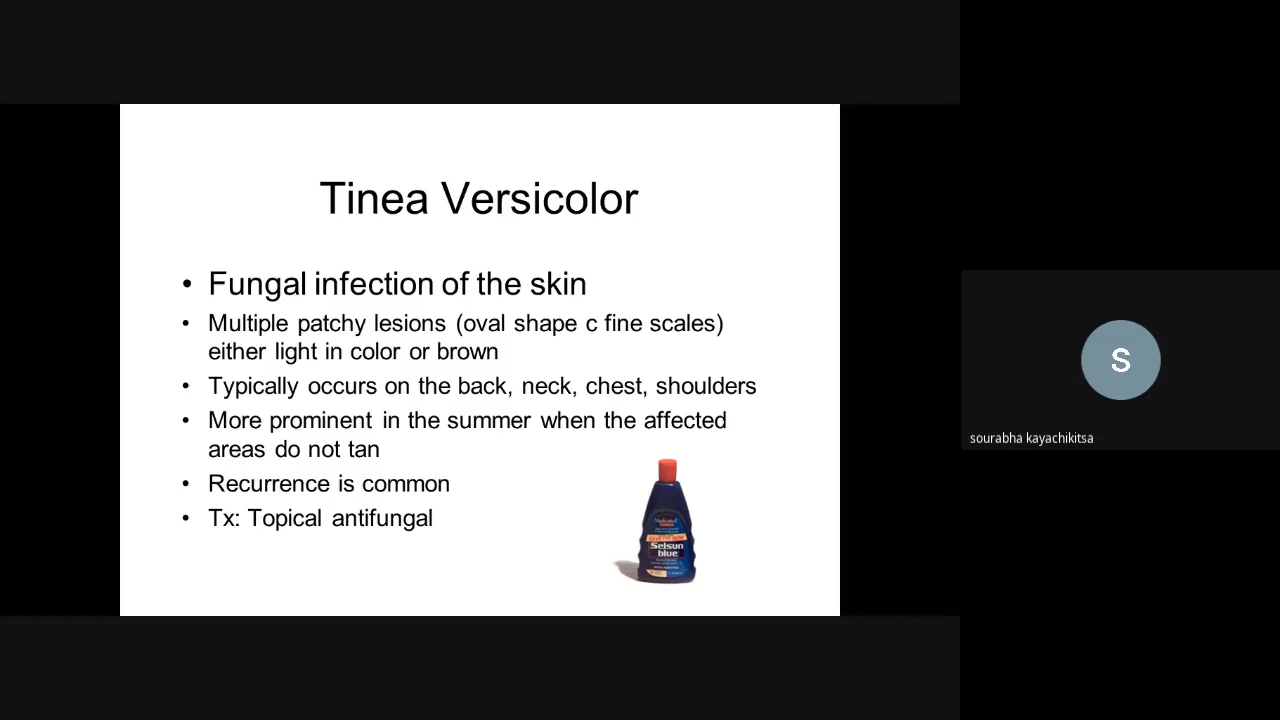 Tinea Versicolor
• Fungal infection of the skin
• Multiple patchy lesions (oval shape c fine scales)
either light in color or brown
• Typically occurs on the back, neck, chest, shoulders
• More prominent in the summer when the affected
areas do not tan
• Recurrence is common
• Tx: Topical antifungal
Selsun
blue
S
sourabha kayachikitsa